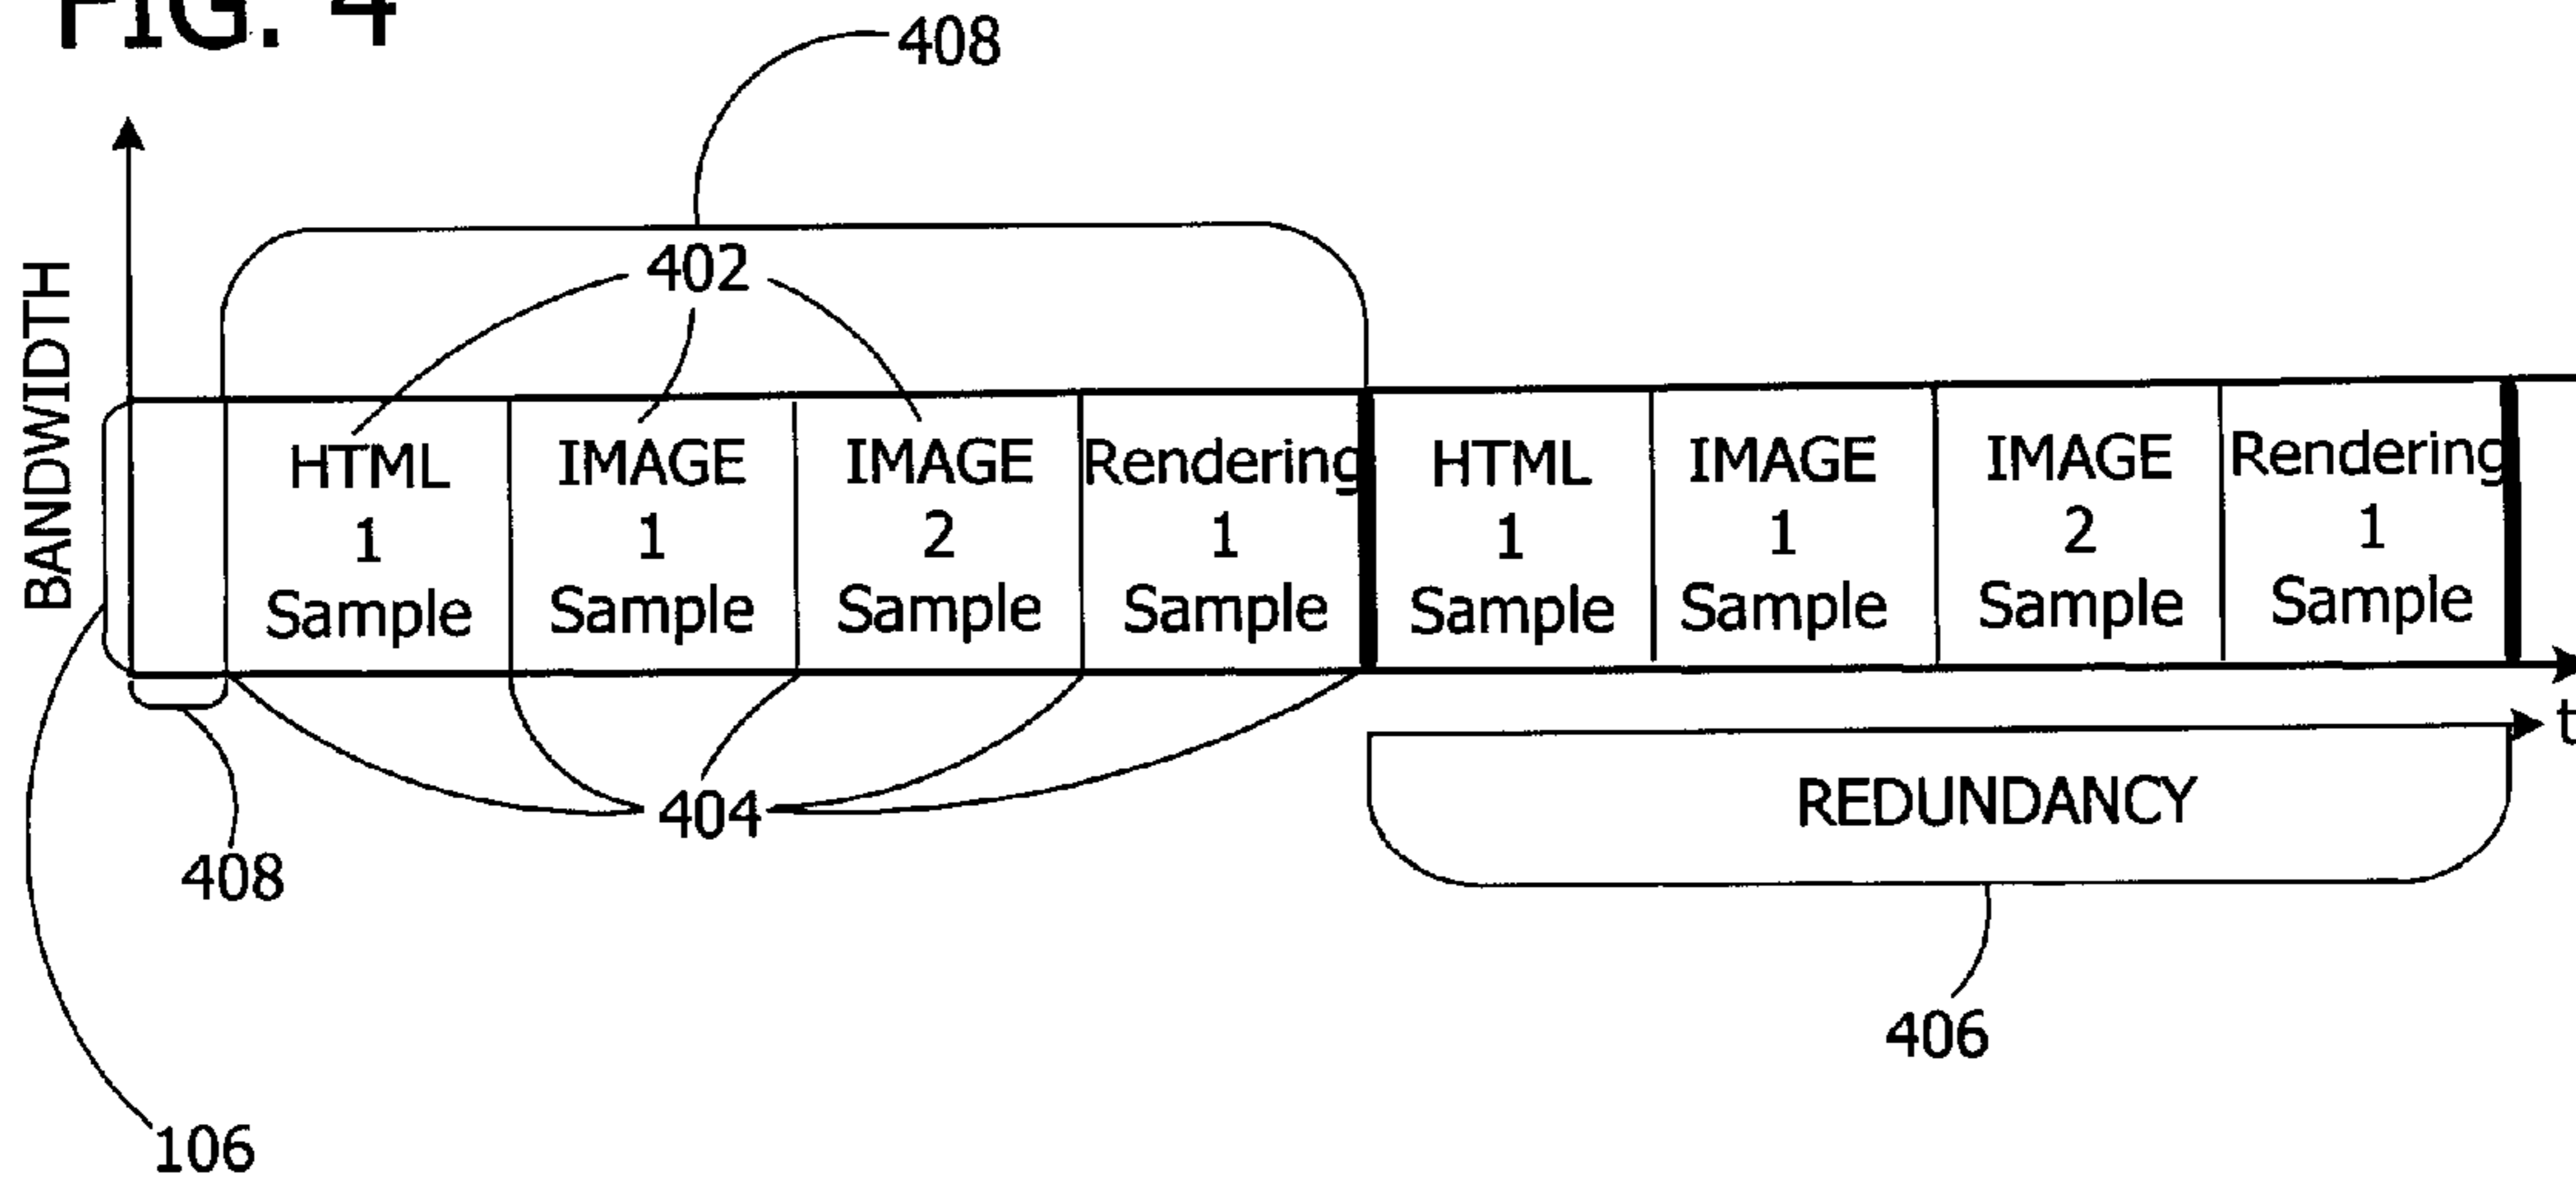 FIG. 4
408
402
BANDWIDTH
HTML 1 Sample
IMAGE 1 Sample
IMAGE 2 Sample
Rendering 1 Sample
HTML 1 Sample
IMAGE 1 Sample
IMAGE 2 Sample
Rendering 1 Sample
t
404
REDUNDANCY
408
406
106